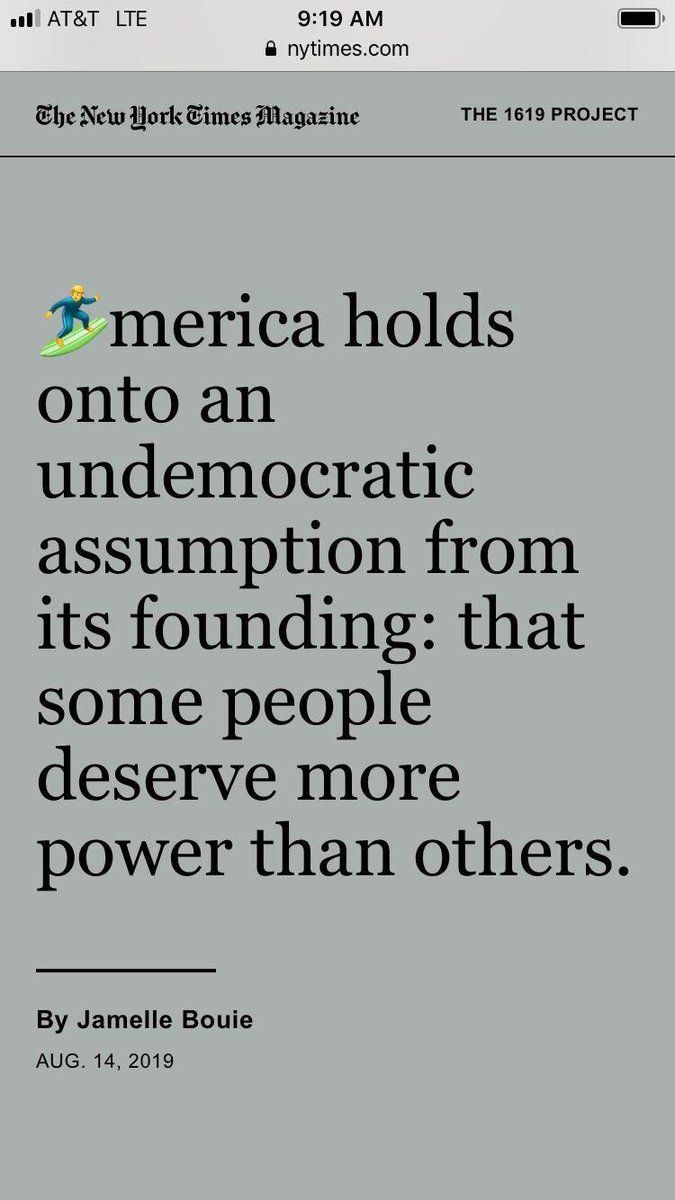 AT&T LTE 9:19 AM
nytimes.com
The New York Times Magazine THE 1619 PROJECT
🏄‍♂️merica holds
onto an
undemocratic
assumption from
its founding: that
some people
deserve more
power than others.
By Jamelle Bouie
AUG. 14, 2019